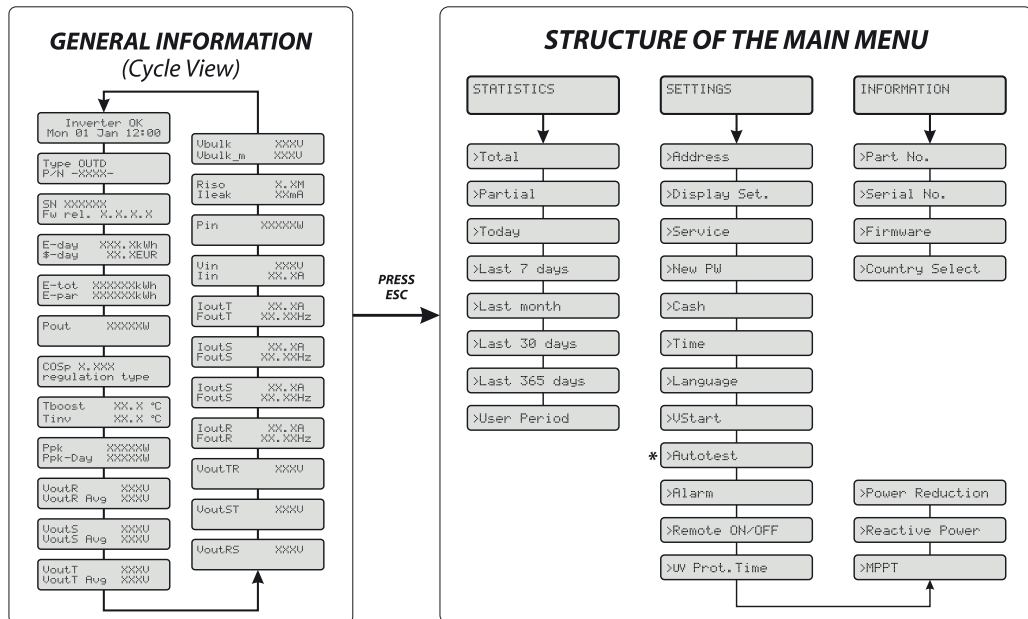 GENERAL INFORMATION
(Cycle View)
Inverter OK
Mon 01 Jan 12:00
Type OUTD
P/N -XXXX-
SN XXXXXX
Fw rel. X.X.X.X
E-day XXX.XkWh
$-day XX.XEUR
E-tot XXXXXXkWh
E-par XXXXXXkWh
Pout XXXXXW
COSp X.XXX
regulation type
Tboost XX.X °C
Tinv XX.X °C
Ppk XXXXXW
Ppk-Day XXXXXW
VoutR XXXV
VoutR Avg XXXV
VoutS XXXV
VoutS Avg XXXV
VoutT XXXV
VoutT Avg XXXV
Vbulk XXXV
Vbulk_m XXXV
Riso X.XM
Ileak XXmA
Pin XXXXXW
Vin XXXV
Iin XX.XA
IoutT XX.XA
FoutT XX.XXHz
IoutS XX.XA
FoutS XX.XXHz
IoutS XX.XA
FoutS XX.XXHz
IoutR XX.XA
FoutR XX.XXHz
VoutTR XXXV
VoutST XXXV
VoutRS XXXV
PRESS
ESC
STRUCTURE OF THE MAIN MENU
STATISTICS
>Total
>Partial
>Today
>Last 7 days
>Last month
>Last 30 days
>Last 365 days
>User Period
SETTINGS
>Address
>Display Set.
>Service
>New PW
>Cash
>Time
>Language
>VStart
* >Autotest
>Alarm
>Remote ON/OFF
>UV Prot.Time
INFORMATION
>Part No.
>Serial No.
>Firmware
>Country Select
>Power Reduction
>Reactive Power
>MPPT